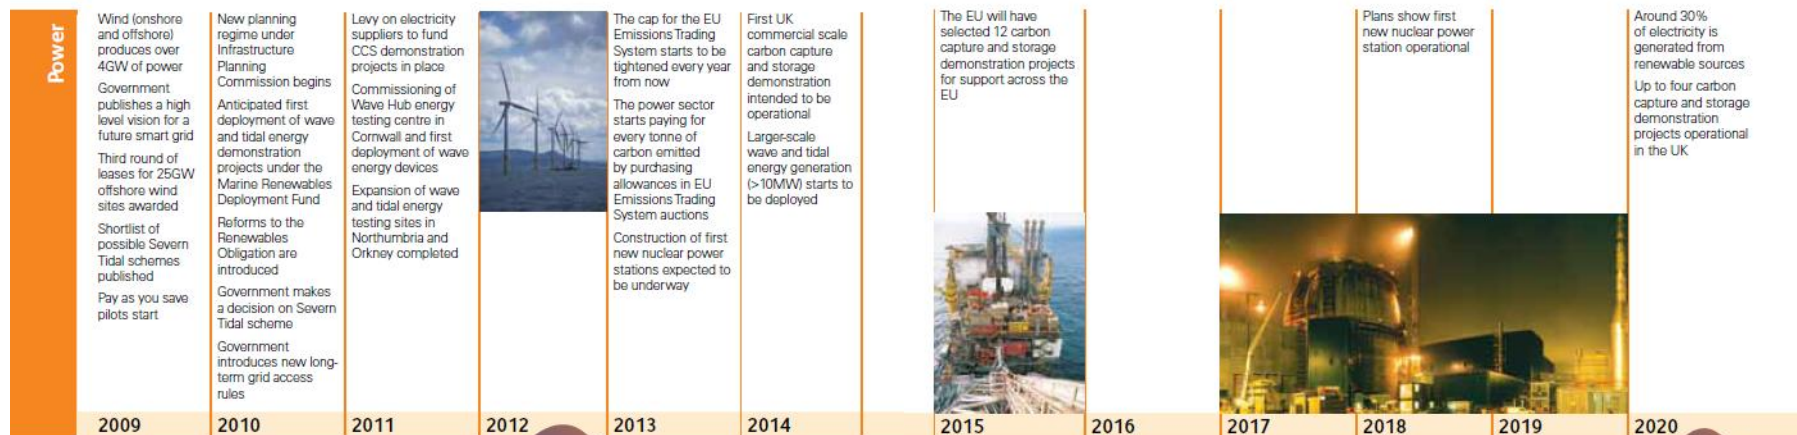 Power
Wind (onshore
and offshore)
produces over
4GW of power
Government
publishes a high
level vision for a
future smart grid
Third round of
leases for 25GW
offshore wind
sites awarded
Shortlist of
possible Severn
Tidal schemes
published
Pay as you save
pilots start
2009
New planning
regime under
Infrastructure
Planning
Commission begins
Anticipated first
deployment of wave
and tidal energy
demonstration
projects under the
Marine Renewables
Deployment Fund
Reforms to the
Renewables
Obligation are
introduced
Government makes
a decision on Severn
Tidal scheme
Government
introduces new long-
term grid access
rules
2010
Levy on electricity
suppliers to fund
CCS demonstration
projects in place
Commissioning of
Wave Hub energy
testing centre in
Cornwall and first
deployment of wave
energy devices
Expansion of wave
and tidal energy
testing sites in
Northumbria and
Orkney completed
2011
2012
The cap for the EU
Emissions Trading
System starts to be
tightened every year
from now
The power sector
starts paying for
every tonne of
carbon emitted
by purchasing
allowances in EU
Emissions Trading
System auctions
Construction of first
new nuclear power
stations expected to
be underway
2013
First UK
commercial scale
carbon capture
and storage
demonstration
intended to be
operational
Larger-scale
wave and tidal
energy generation
(>10MW) starts to
be deployed
2014
The EU will have
selected 12 carbon
capture and storage
demonstration projects
for support across the
EU
2015
2016
2017
Plans show first
new nuclear power
station operational
2018
2019
Around 30%
of electricity is
generated from
renewable sources
Up to four carbon
capture and storage
demonstration
projects operational
in the UK
2020